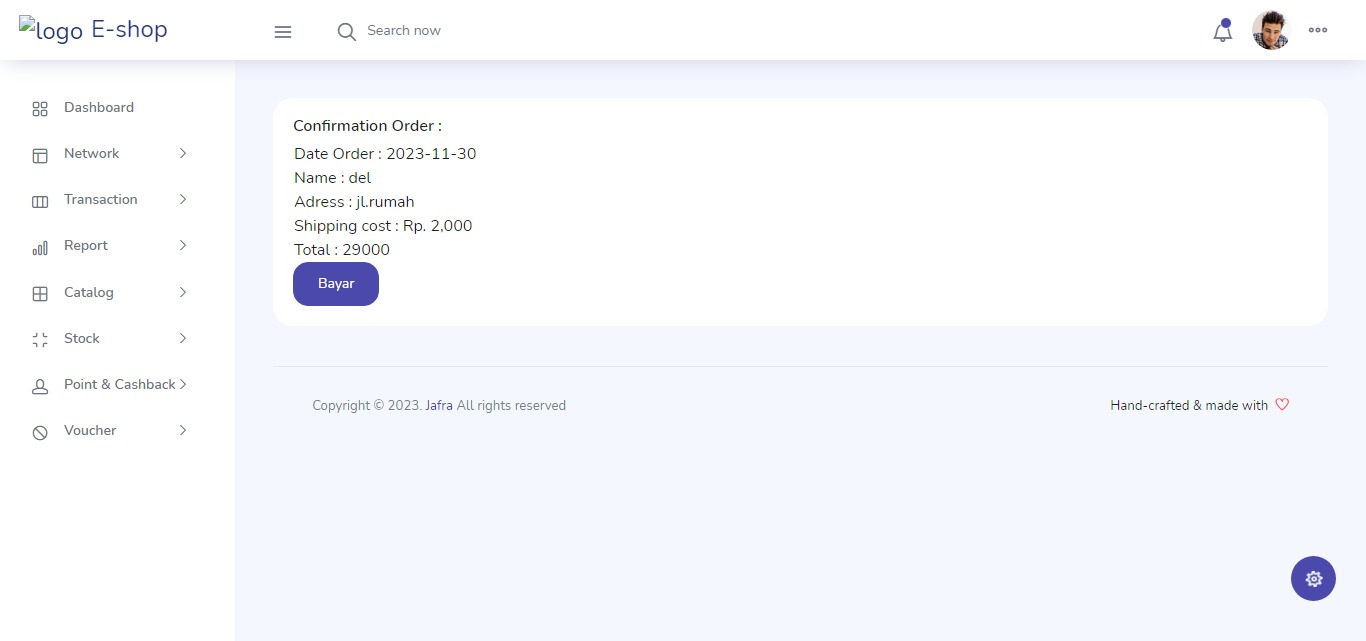 logo E-shop
Search now
Dashboard
Network
Transaction
Report
Catalog
Stock
Point & Cashback
Voucher
Confirmation Order :
Date Order : 2023-11-30
Name : del
Adress : jl.rumah
Shipping cost : Rp. 2,000
Total : 29000
Bayar
Copyright © 2023. Jafra All rights reserved
Hand-crafted & made with